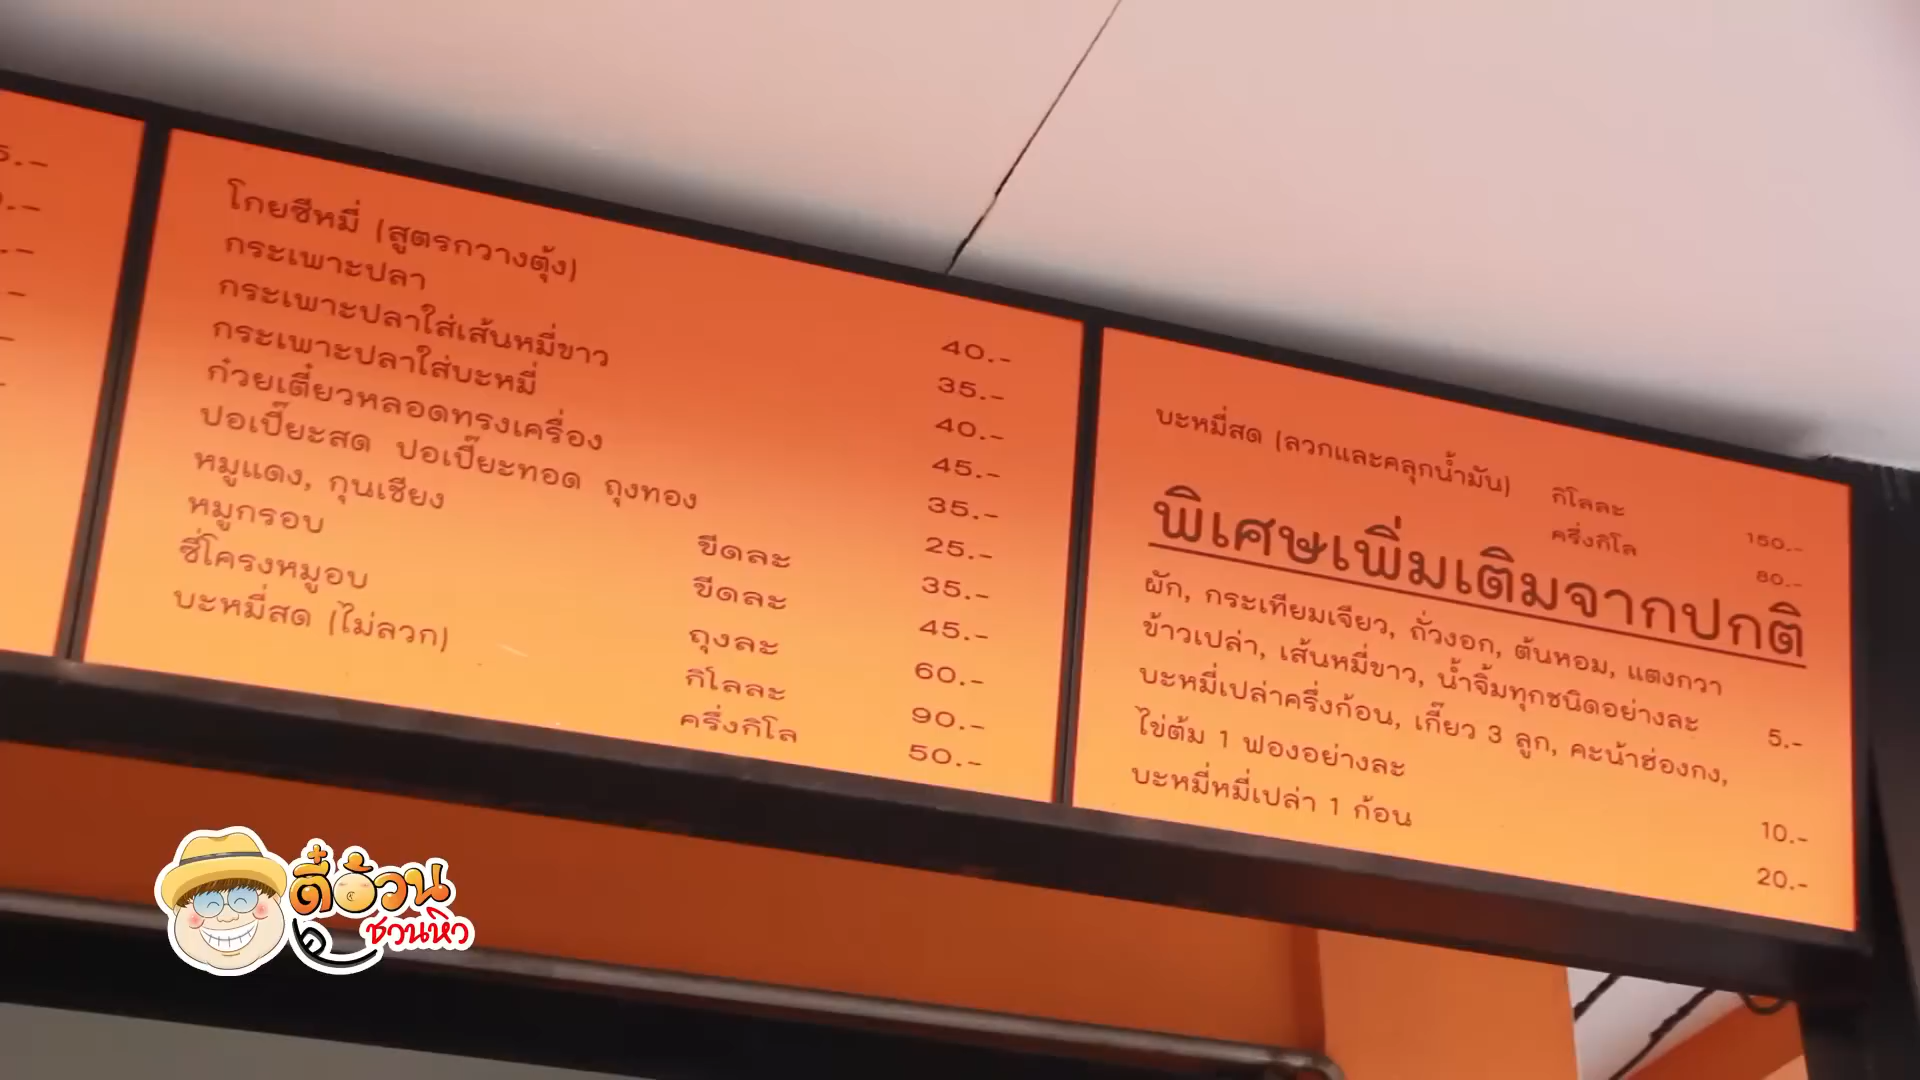 5.-
.-
.-
โกยซีหมี่ (สูตรกวางตุ้ง) 40.-
กระเพาะปลา 35.-
กระเพาะปลาใส่เส้นหมี่ขาว 40.-
กระเพาะปลาใส่บะหมี่ 45.-
ก๋วยเตี๋ยวหลอดทรงเครื่อง 35.-
ปอเปี๊ยะสด ปอเปี๊ยะทอด ถุงทอง 25.-
หมูแดง, กุนเชียง ขีดละ 35.-
หมูกรอบ ขีดละ 45.-
ซี่โครงหมูอบ ถุงละ 60.-
บะหมี่สด (ไม่ลวก) กิโลละ 90.-
ครึ่งกิโล 50.-
บะหมี่สด (ลวกและคลุกน้ำมัน) กิโลละ 150.-
ครึ่งกิโล 80.-
พิเศษเพิ่มเติมจากปกติ
ผัก, กระเทียมเจียว, ถั่วงอก, ต้นหอม, แตงกวา
ข้าวเปล่า, เส้นหมี่ขาว, น้ำจิ้มทุกชนิดอย่างละ 5.-
บะหมี่เปล่าครึ่งก้อน, เกี๊ยว 3 ลูก, คะน้าฮ่องกง,
ไข่ต้ม 1 ฟองอย่างละ 10.-
บะหมี่หมี่เปล่า 1 ก้อน 20.-
ตี๋อ้วน
ชวนหิว